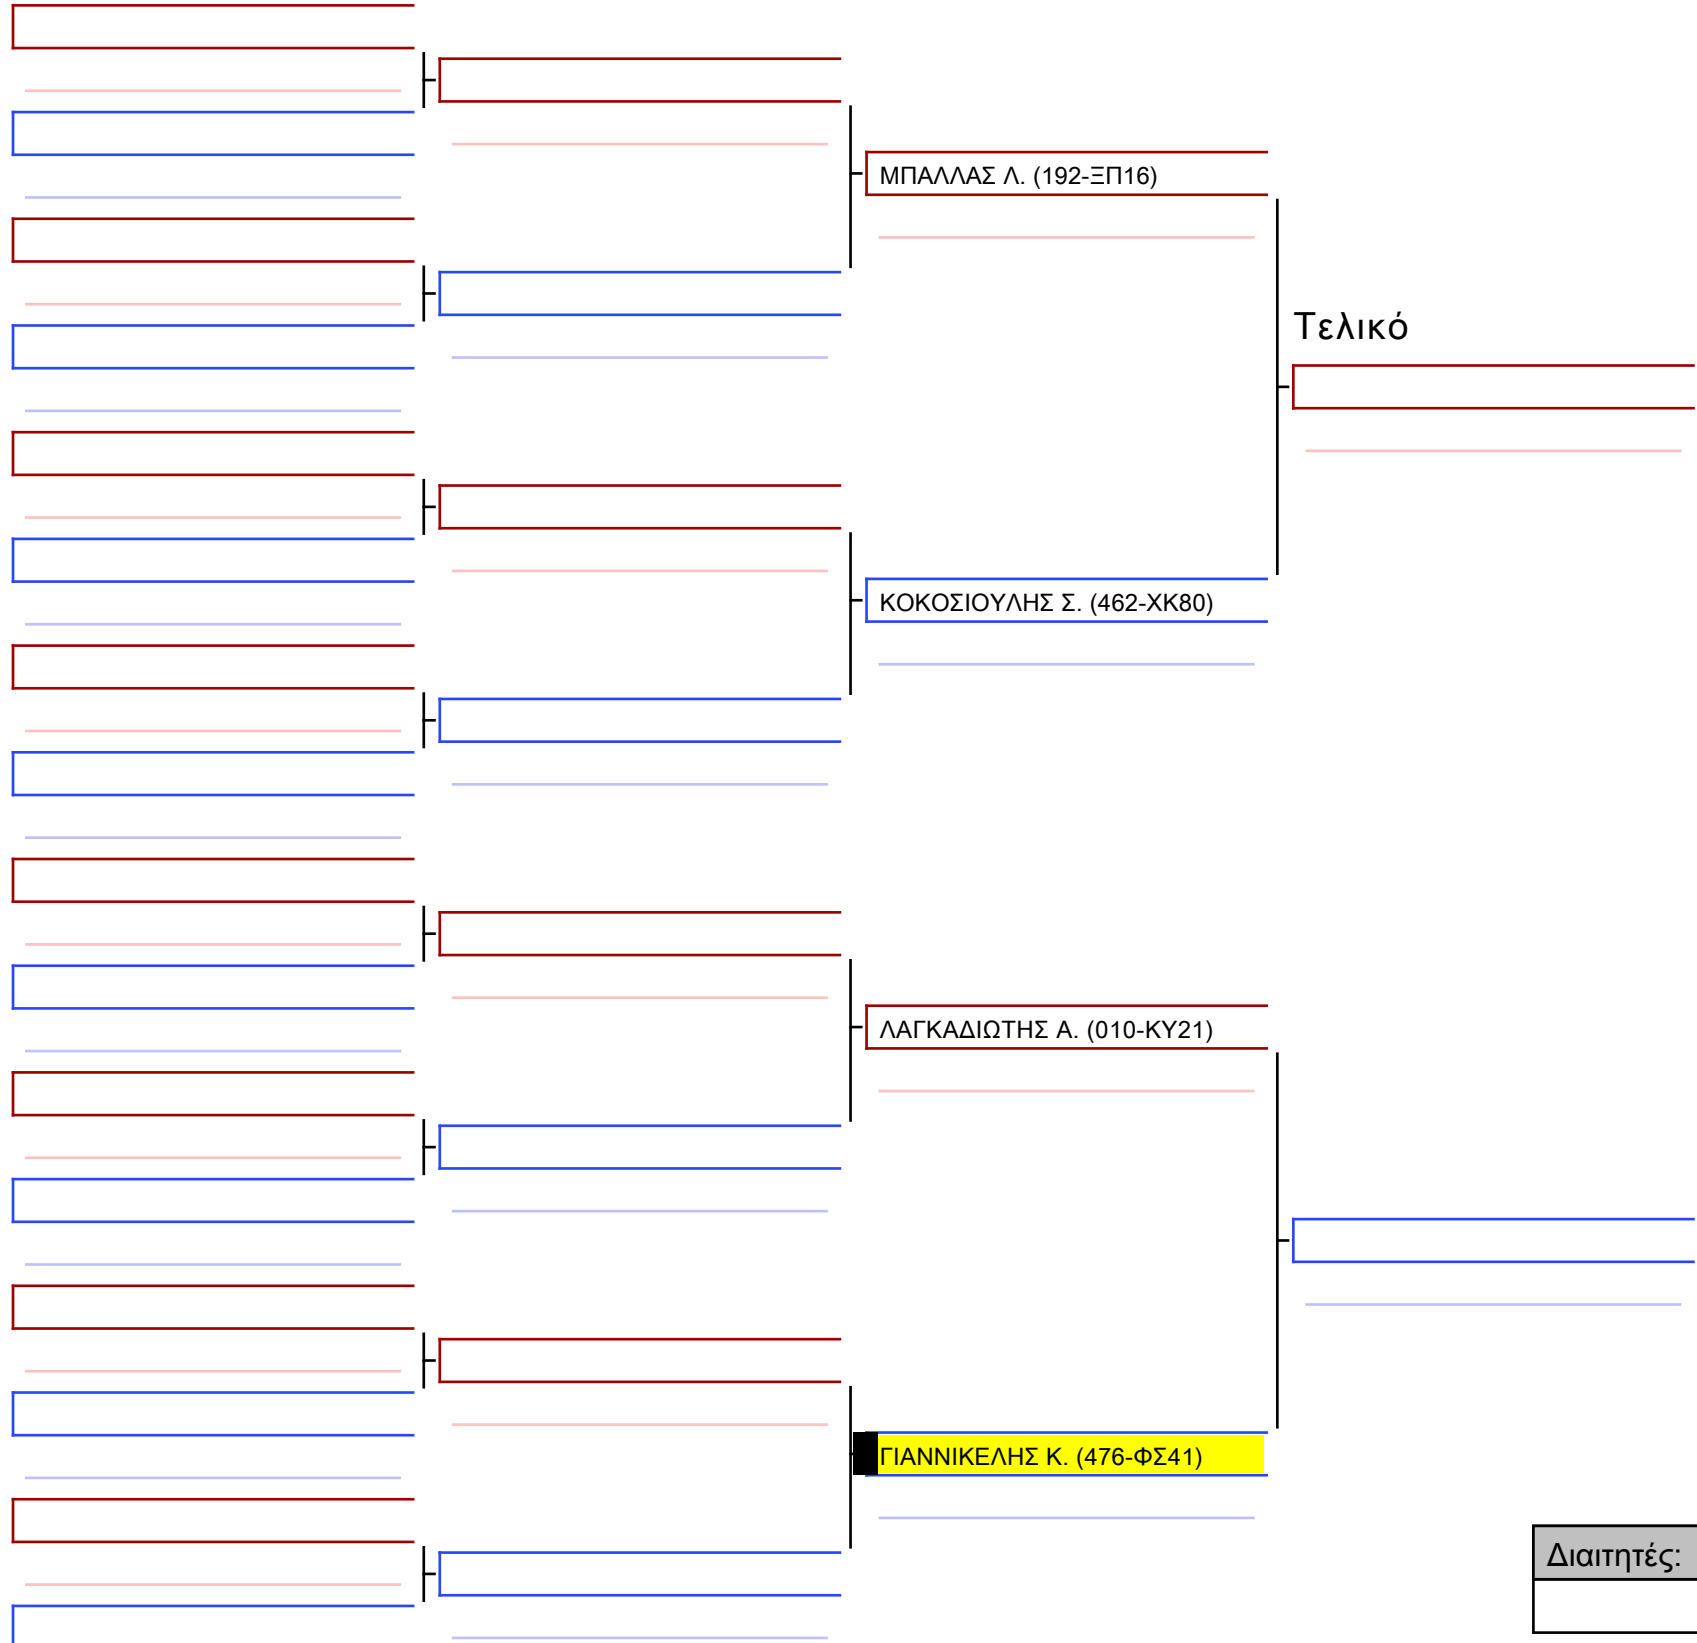 ΜΠΑΛΛΑΣ Λ. (192-ΞΠ16)
Τελικό
ΚΟΚΟΣΙΟΥΛΗΣ Σ. (462-ΧΚ80)
ΛΑΓΚΑΔΙΩΤΗΣ Α. (010-ΚΥ21)
ΓΙΑΝΝΙΚΕΛΗΣ Κ. (476-ΦΣ41)
Διαιτητές: